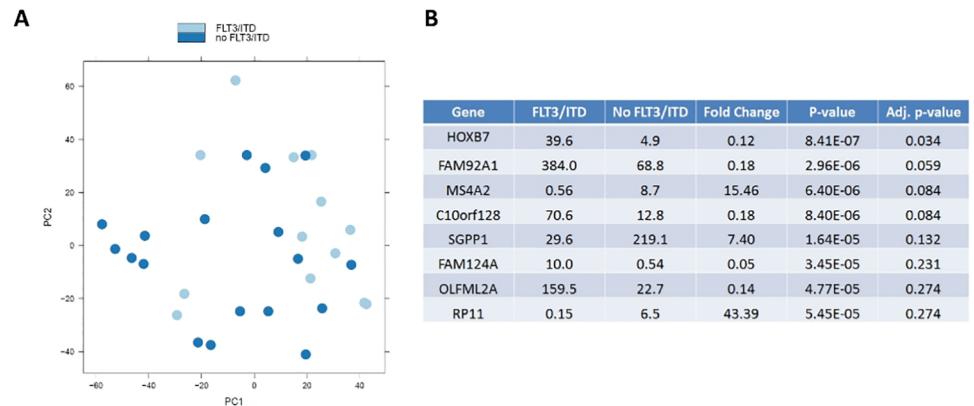 A
FLT3/ITD
no FLT3/ITD
60
40
20
0
−20
−40
PC2
−60
−40
−20
0
20
40
PC1
B
Gene FLT3/ITD No FLT3/ITD Fold Change P-value Adj. p-value
HOXB7 39.6 4.9 0.12 8.41E-07 0.034
FAM92A1 384.0 68.8 0.18 2.96E-06 0.059
MS4A2 0.56 8.7 15.46 6.40E-06 0.084
C10orf128 70.6 12.8 0.18 8.40E-06 0.084
SGPP1 29.6 219.1 7.40 1.64E-05 0.132
FAM124A 10.0 0.54 0.05 3.45E-05 0.231
OLFML2A 159.5 22.7 0.14 4.77E-05 0.274
RP11 0.15 6.5 43.39 5.45E-05 0.274